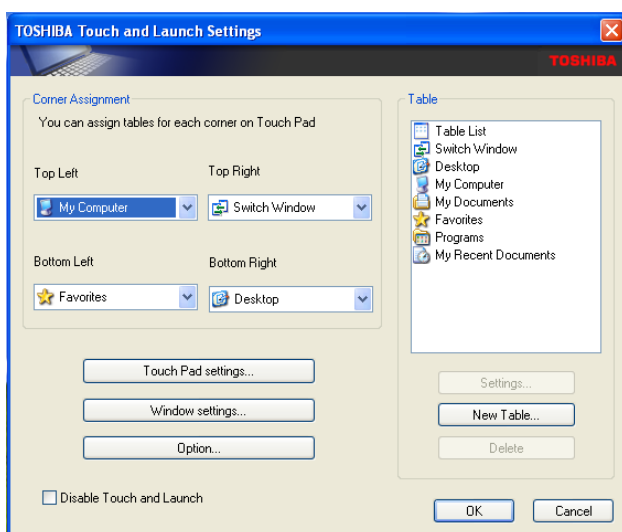 TOSHIBA Touch and Launch Settings
TOSHIBA
Corner Assignment
You can assign tables for each corner on Touch Pad
Top Left
Top Right
My Computer
Switch Window
Bottom Left
Bottom Right
Favorites
Desktop
Touch Pad settings...
Window settings...
Option...
Disable Touch and Launch
Table
Table List
Switch Window
Desktop
My Computer
My Documents
Favorites
Programs
My Recent Documents
Settings...
New Table...
Delete
OK
Cancel